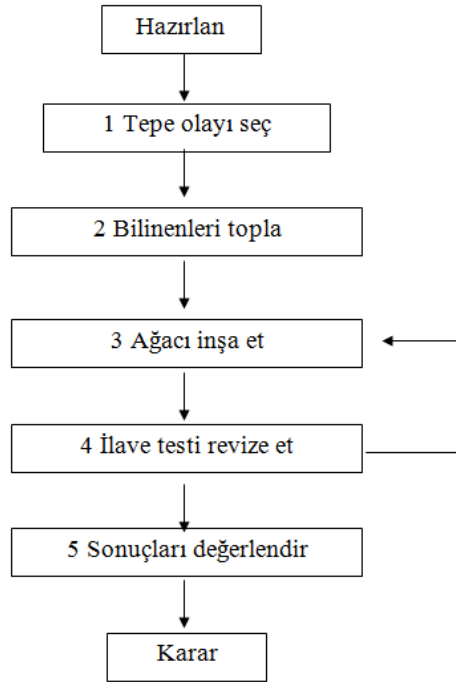 Hazırlan
1 Tepe olayı seç
2 Bilinenleri topla
3 Ağacı inşa et
4 İlave testi revize et
5 Sonuçları değerlendir
Karar